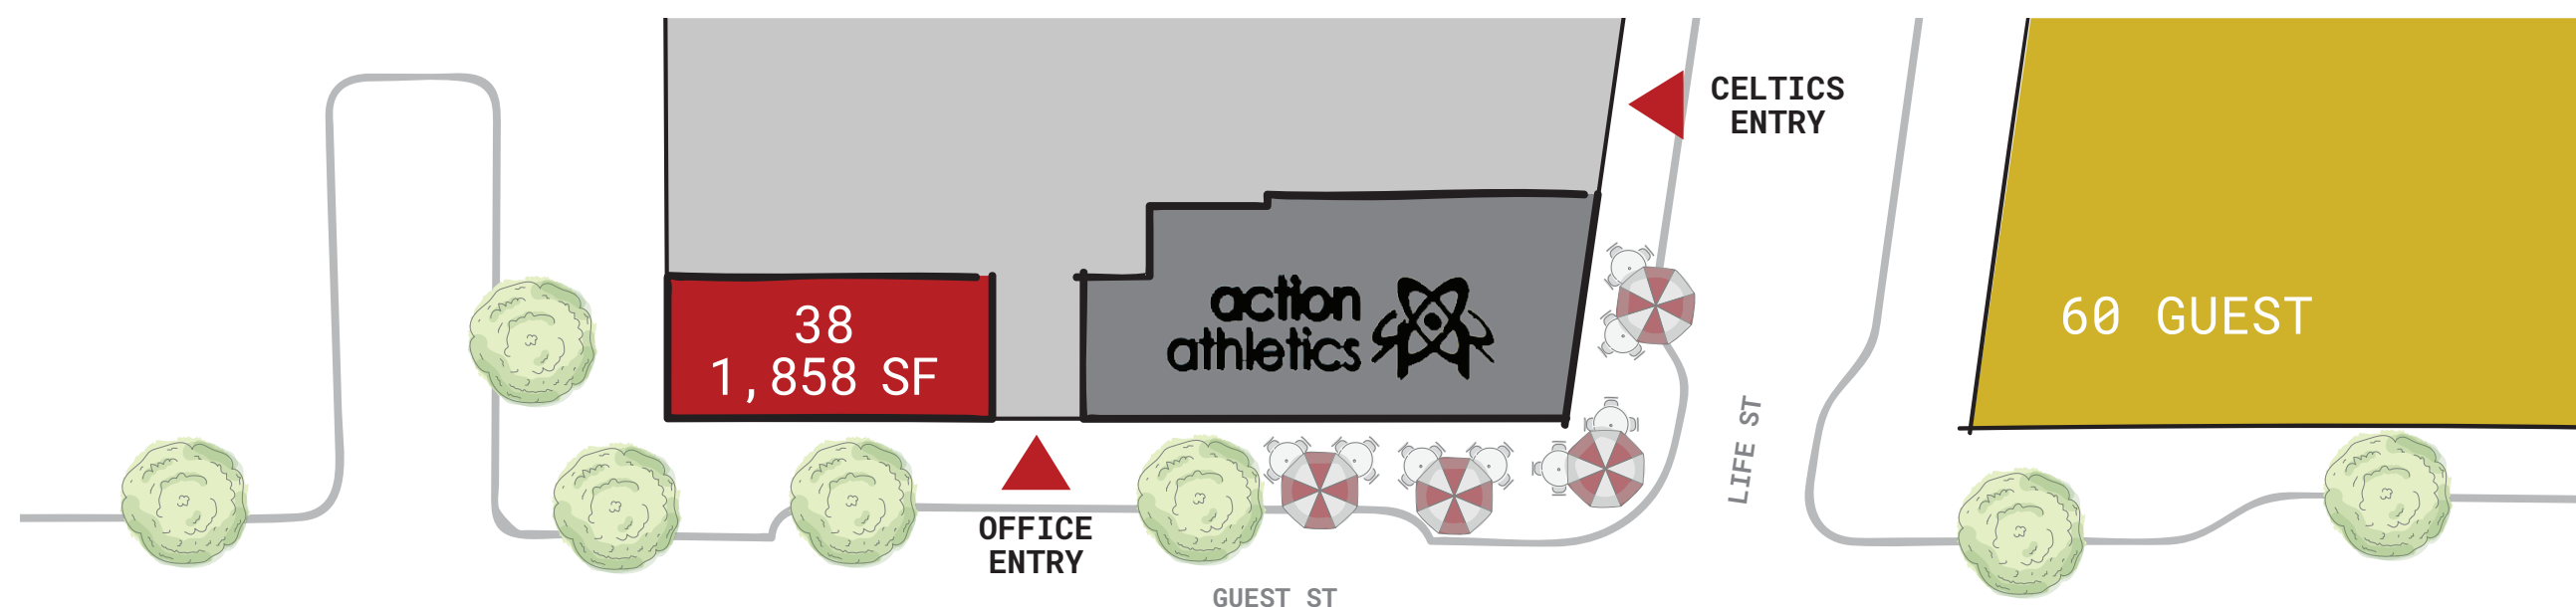 CELTICS
ENTRY
38
1,858 SF
action
athletics
60 GUEST
LIFE ST
OFFICE
ENTRY
GUEST ST